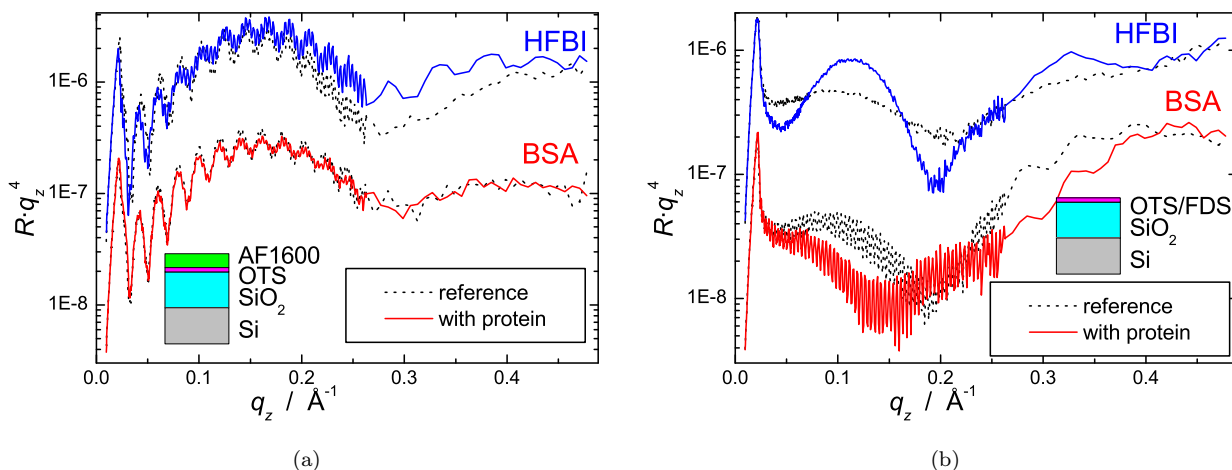 HFBI
1E-6
BSA
R·q_z^4
1E-7
AF1600
OTS
SiO2
Si
reference
with protein
1E-8
0.0 0.1 0.2 0.3 0.4
q_z / Å^-1
(a)
HFBI
1E-6
BSA
R·q_z^4
1E-7
OTS/FDS
SiO2
Si
reference
with protein
1E-8
0.0 0.1 0.2 0.3 0.4
q_z / Å^-1
(b)